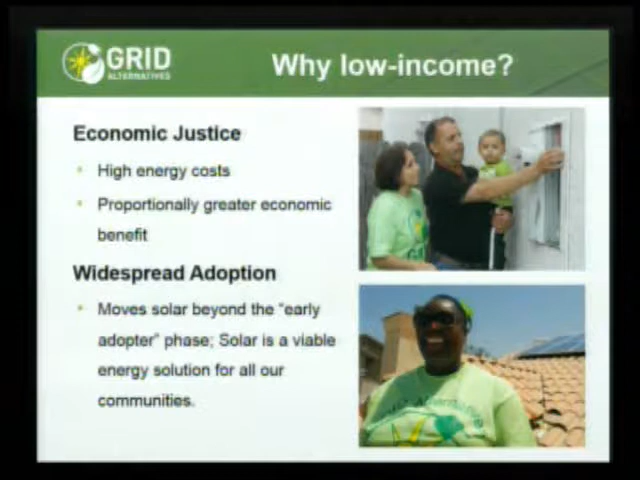 GRID
ALTERNATIVES
Why low-income?
Economic Justice
• High energy costs
• Proportionally greater economic
benefit
Widespread Adoption
• Moves solar beyond the "early
adopter" phase; Solar is a viable
energy solution for all our
communities.